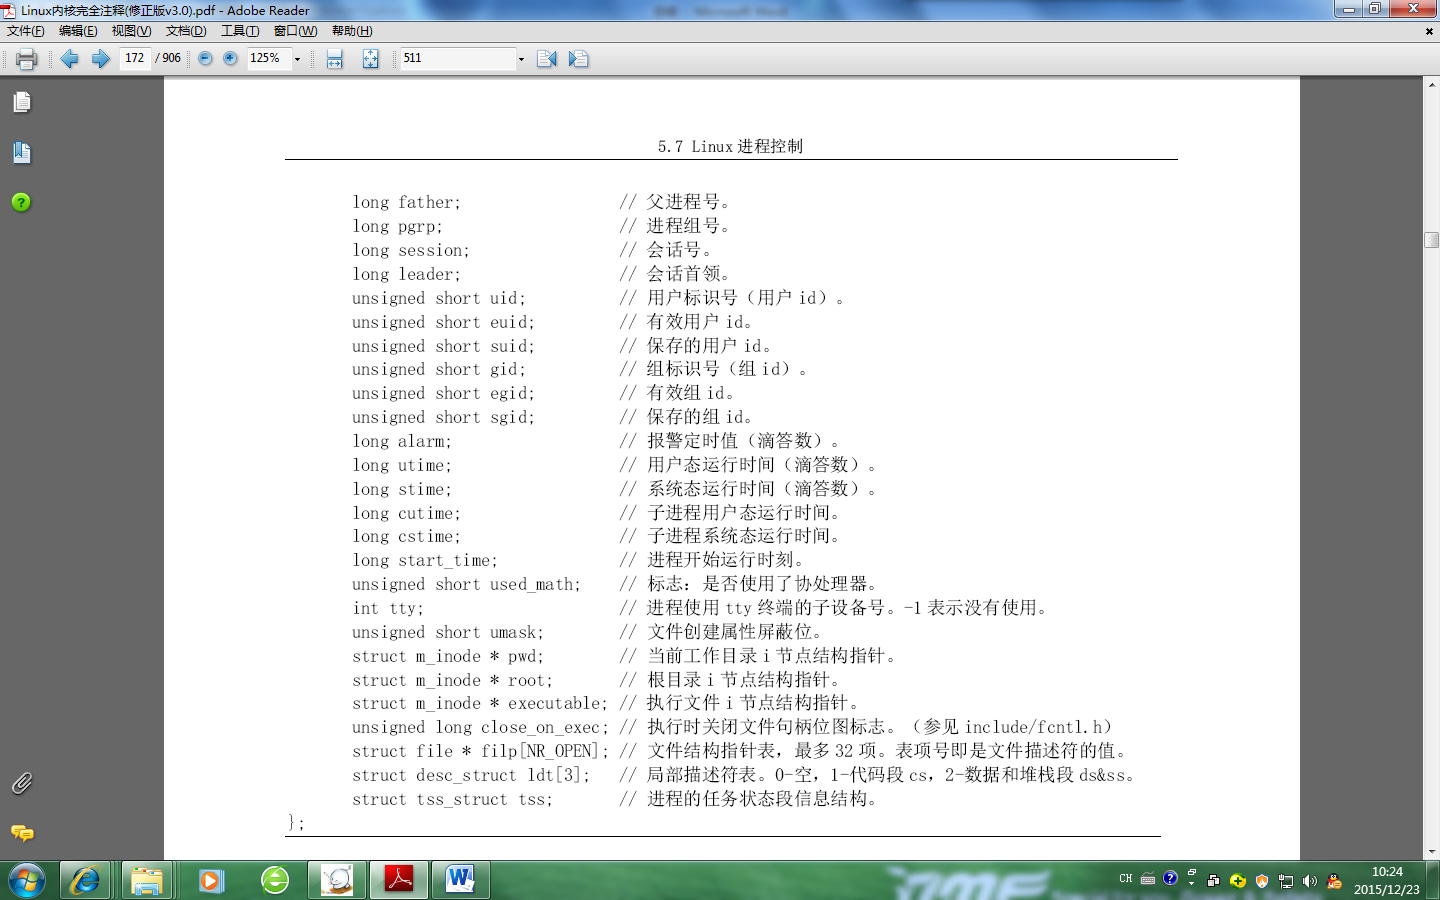 Linux内核完全注释(修正版v3.0).pdf - Adobe Reader
文件(F) 编辑(E) 视图(V) 文档(D) 工具(T) 窗口(W) 帮助(H)
172 / 906 125% 511
5.7 Linux 进程控制
long father; // 父进程号。
long pgrp; // 进程组号。
long session; // 会话号。
long leader; // 会话首领。
unsigned short uid; // 用户标识号（用户 id）。
unsigned short euid; // 有效用户 id。
unsigned short suid; // 保存的用户 id。
unsigned short gid; // 组标识号（组 id）。
unsigned short egid; // 有效组 id。
unsigned short sgid; // 保存的组 id。
long alarm; // 报警定时值（滴答数）。
long utime; // 用户态运行时间（滴答数）。
long stime; // 系统态运行时间（滴答数）。
long cutime; // 子进程用户态运行时间。
long cstime; // 子进程系统态运行时间。
long start_time; // 进程开始运行时刻。
unsigned short used_math; // 标志：是否使用了协处理器。
int tty; // 进程使用 tty 终端的子设备号。-1 表示没有使用。
unsigned short umask; // 文件创建属性屏蔽位。
struct m_inode * pwd; // 当前工作目录 i 节点结构指针。
struct m_inode * root; // 根目录 i 节点结构指针。
struct m_inode * executable; // 执行文件 i 节点结构指针。
unsigned long close_on_exec; // 执行时关闭文件句柄位图标志。（参见 include/fcntl.h）
struct file * filp[NR_OPEN]; // 文件结构指针表，最多 32 项。表项号即是文件描述符的值。
struct desc_struct ldt[3]; // 局部描述符表。0-空，1-代码段 cs，2-数据和堆栈段 ds&ss。
struct tss_struct tss; // 进程的任务状态段信息结构。
};
CH 10:24
2015/12/23